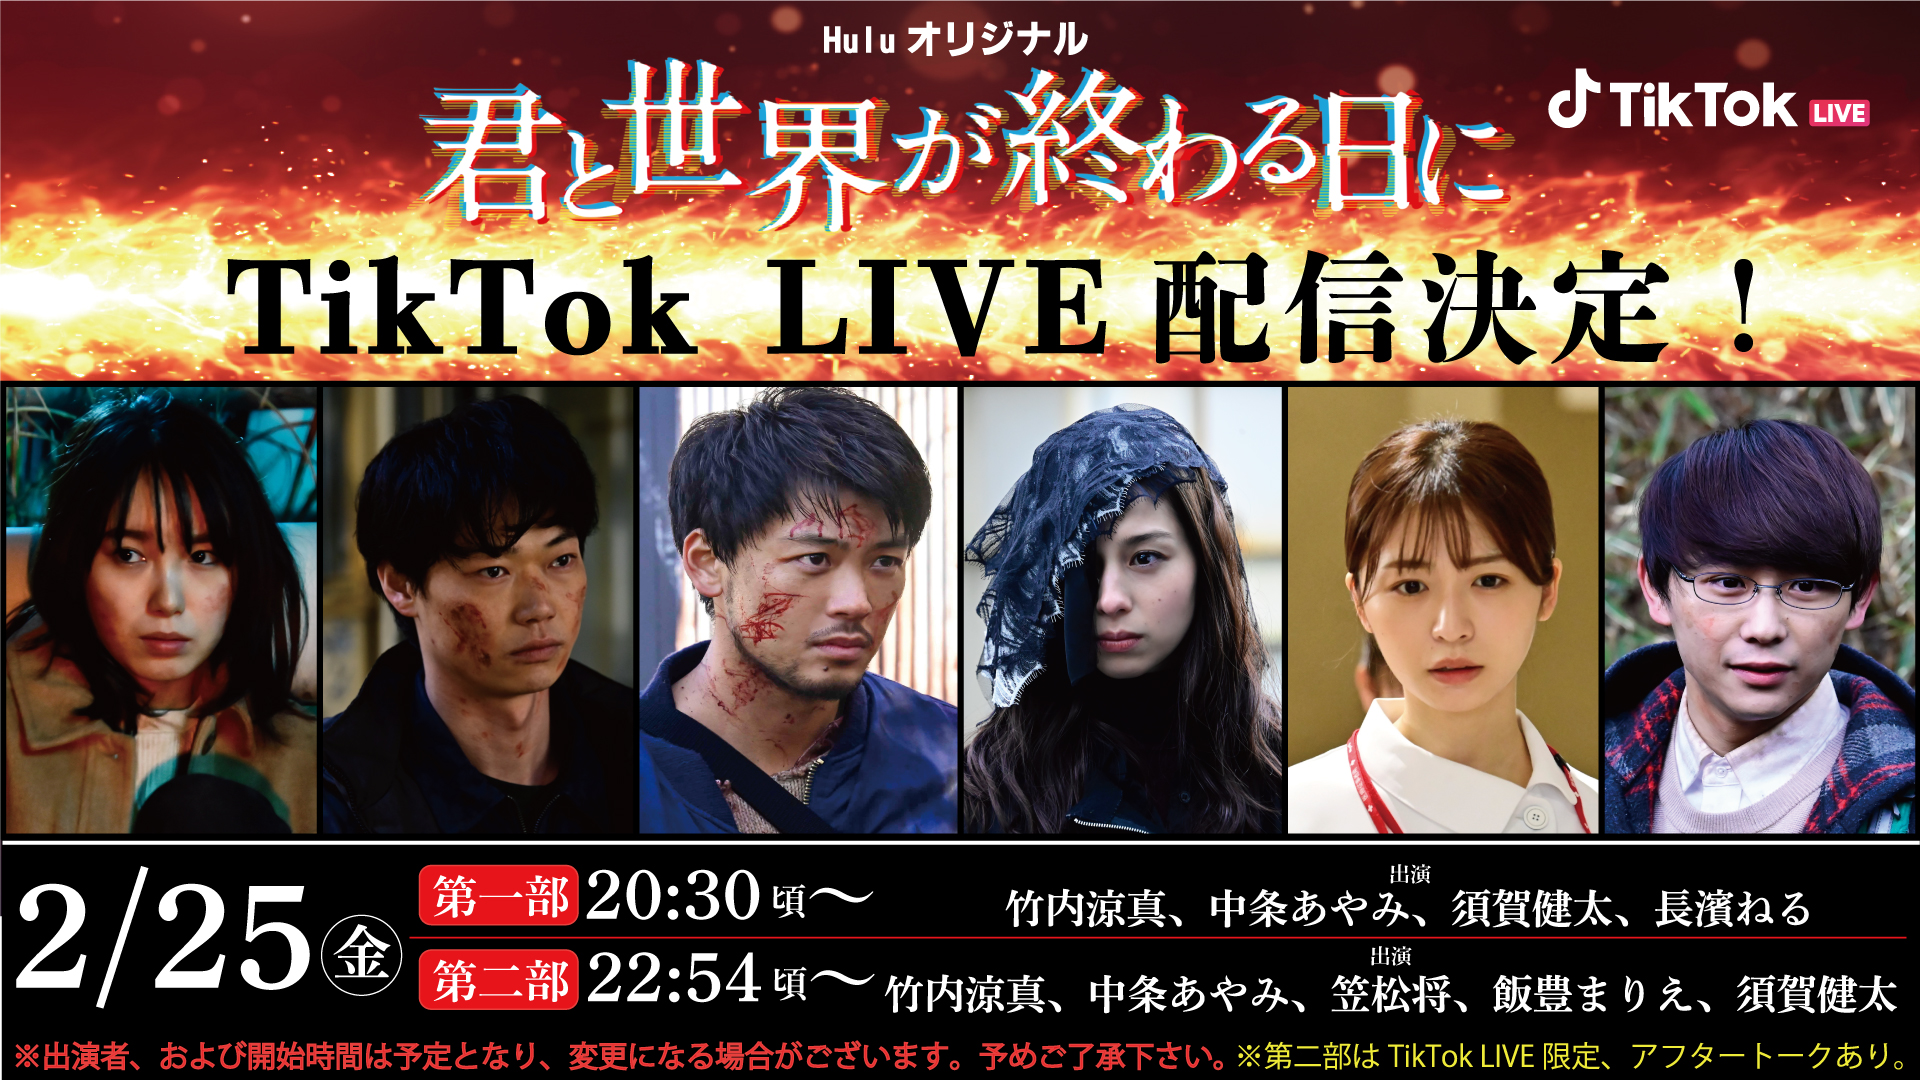 Hulu オリジナル
君と世界が終わる日に
TikTok LIVE
TikTok LIVE 配信決定！
2/25 金
第一部 20:30 頃～
出演
竹内涼真、中条あやみ、須賀健太、長濱ねる
第二部 22:54 頃～
出演
竹内涼真、中条あやみ、笠松将、飯豊まりえ、須賀健太
※出演者、および開始時間は予定となり、変更になる場合がございます。予めご了承下さい。※第二部は TikTok LIVE 限定、アフタートークあり。